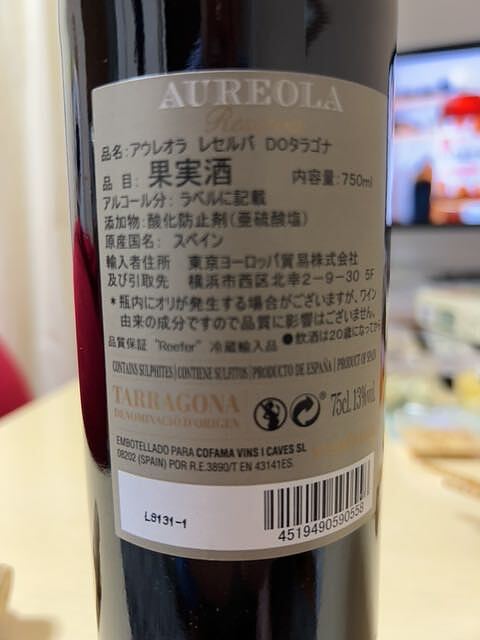 AUREOLA
Reserva
品名:アウレオラ レセルバ DOタラゴナ
品 目: 果実酒 内容量:750ml
アルコール分:ラベルに記載
添加物:酸化防止剤(亜硫酸塩)
原産国名: スペイン
輸入者住所 東京ヨーロッパ貿易株式会社
及び引取先 横浜市西区北幸2-9-30 5F
*瓶内にオリが発生する場合がございますが、ワイン
由来の成分ですので品質に影響はございません。
品質保証 "Reefer" 冷蔵輸入品 ●飲酒は20歳になってから
CONTAINS SULPHITES | CONTIENE SULFITOS | PRODUCTO DE ESPAÑA | PRODUCT OF SPAIN
TARRAGONA
DENOMINACIÓ D'ORIGEN
75cl. 13%vol.
EMBOTELLADO PARA COFAMA VINS I CAVES SL
08202 (SPAIN) POR R.E.3890/T EN 43141ES.
L9131-1
4519490590558